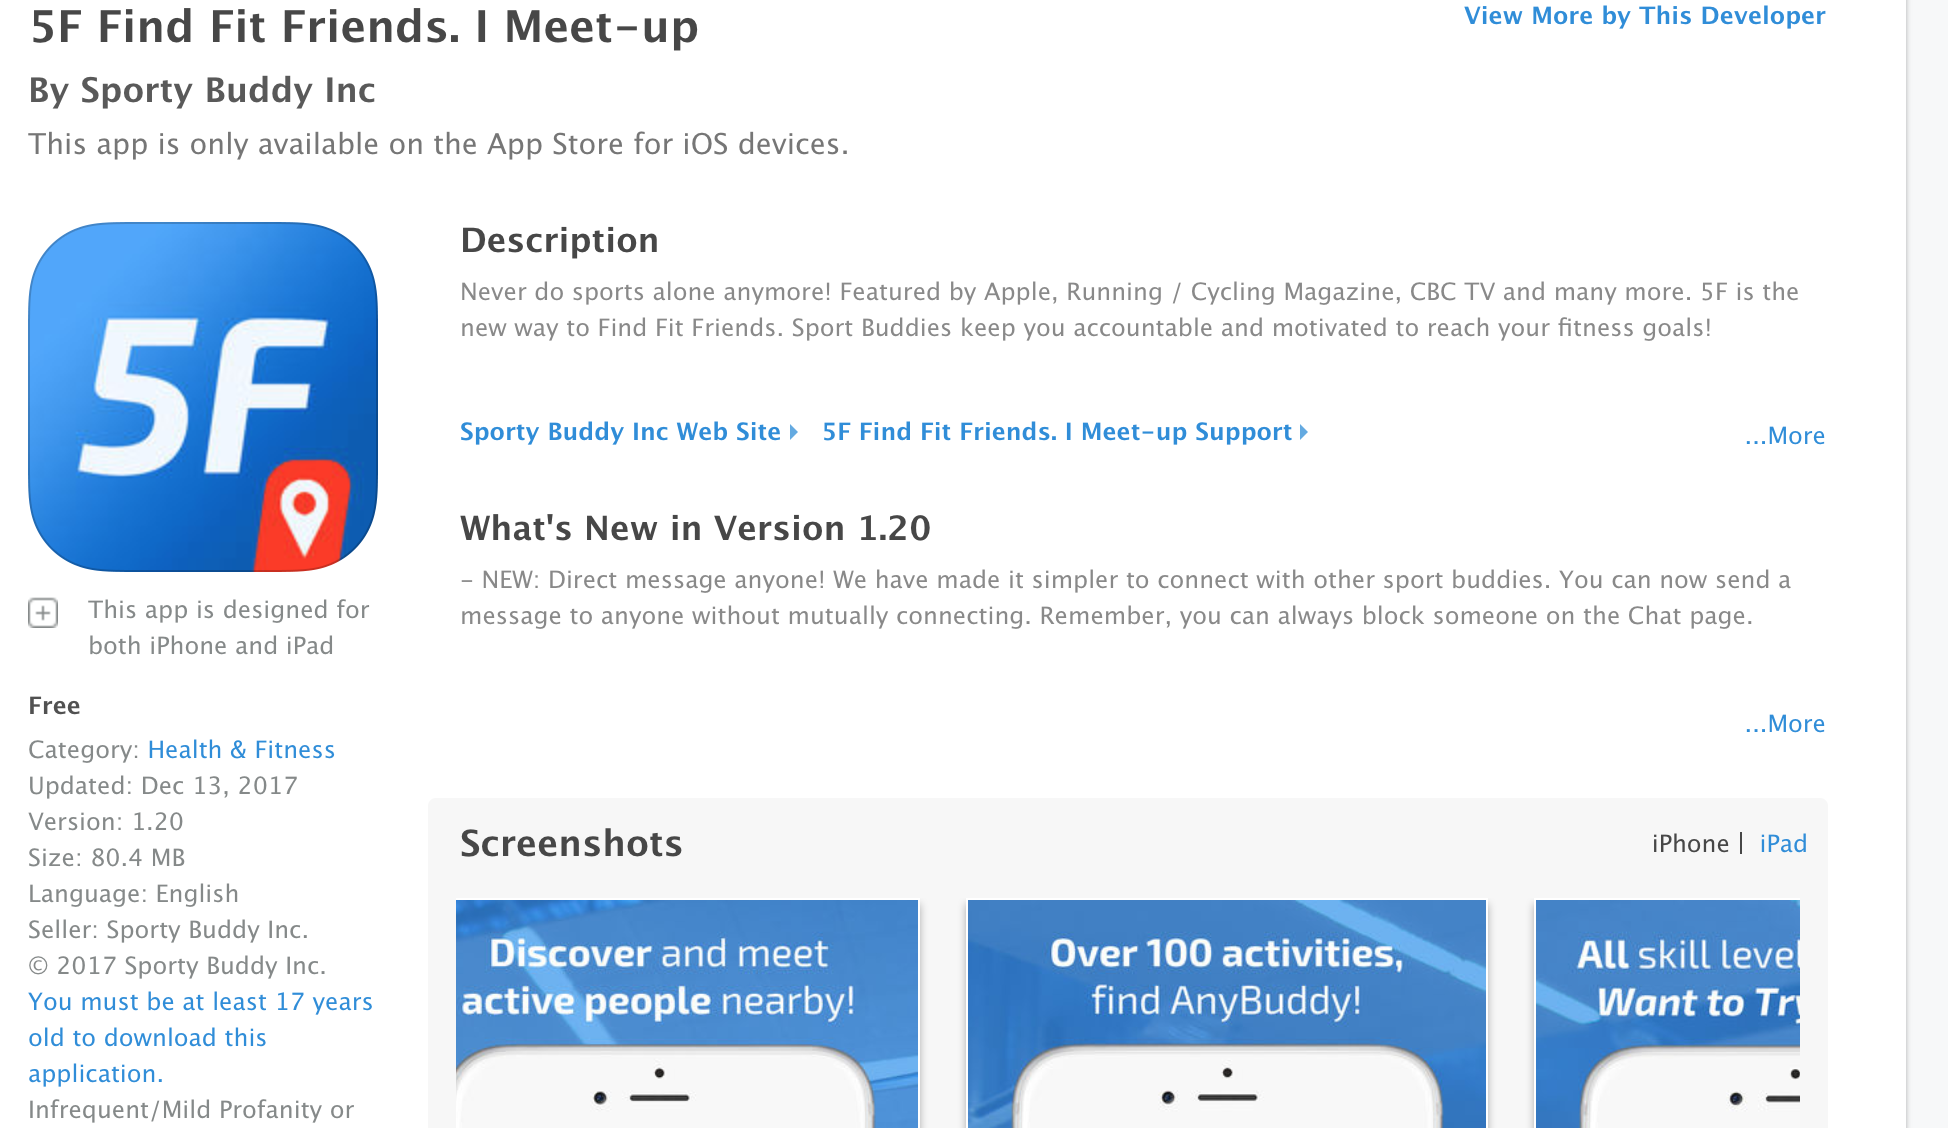 5F Find Fit Friends. I Meet-up
View More by This Developer
By Sporty Buddy Inc
This app is only available on the App Store for iOS devices.
5F
This app is designed for
both iPhone and iPad
Free
Category: Health & Fitness
Updated: Dec 13, 2017
Version: 1.20
Size: 80.4 MB
Language: English
Seller: Sporty Buddy Inc.
© 2017 Sporty Buddy Inc.
You must be at least 17 years
old to download this
application.
Infrequent/Mild Profanity or
Description
Never do sports alone anymore! Featured by Apple, Running / Cycling Magazine, CBC TV and many more. 5F is the
new way to Find Fit Friends. Sport Buddies keep you accountable and motivated to reach your fitness goals!
Sporty Buddy Inc Web Site 5F Find Fit Friends. I Meet-up Support
...More
What's New in Version 1.20
- NEW: Direct message anyone! We have made it simpler to connect with other sport buddies. You can now send a
message to anyone without mutually connecting. Remember, you can always block someone on the Chat page.
...More
Screenshots
iPhone | iPad
Discover and meet
active people nearby!
Over 100 activities,
find AnyBuddy!
All skill level
Want to Try